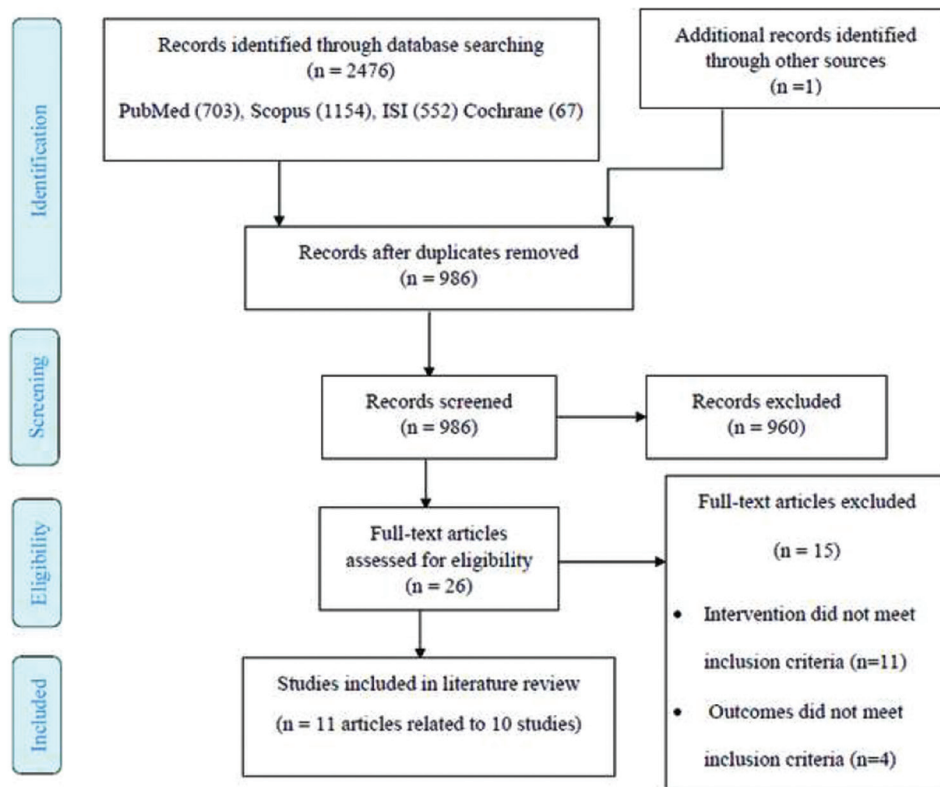 Identification
Records identified through database searching
(n = 2476)
PubMed (703), Scopus (1154), ISI (552) Cochrane (67)
Additional records identified
through other sources
(n =1)
Records after duplicates removed
(n = 986)
Screening
Records screened
(n = 986)
Records excluded
(n = 960)
Eligibility
Full-text articles
assessed for eligibility
(n = 26)
Full-text articles excluded
(n = 15)
• Intervention did not meet
inclusion criteria (n=11)
• Outcomes did not meet
inclusion criteria (n=4)
Included
Studies included in literature review
(n = 11 articles related to 10 studies)